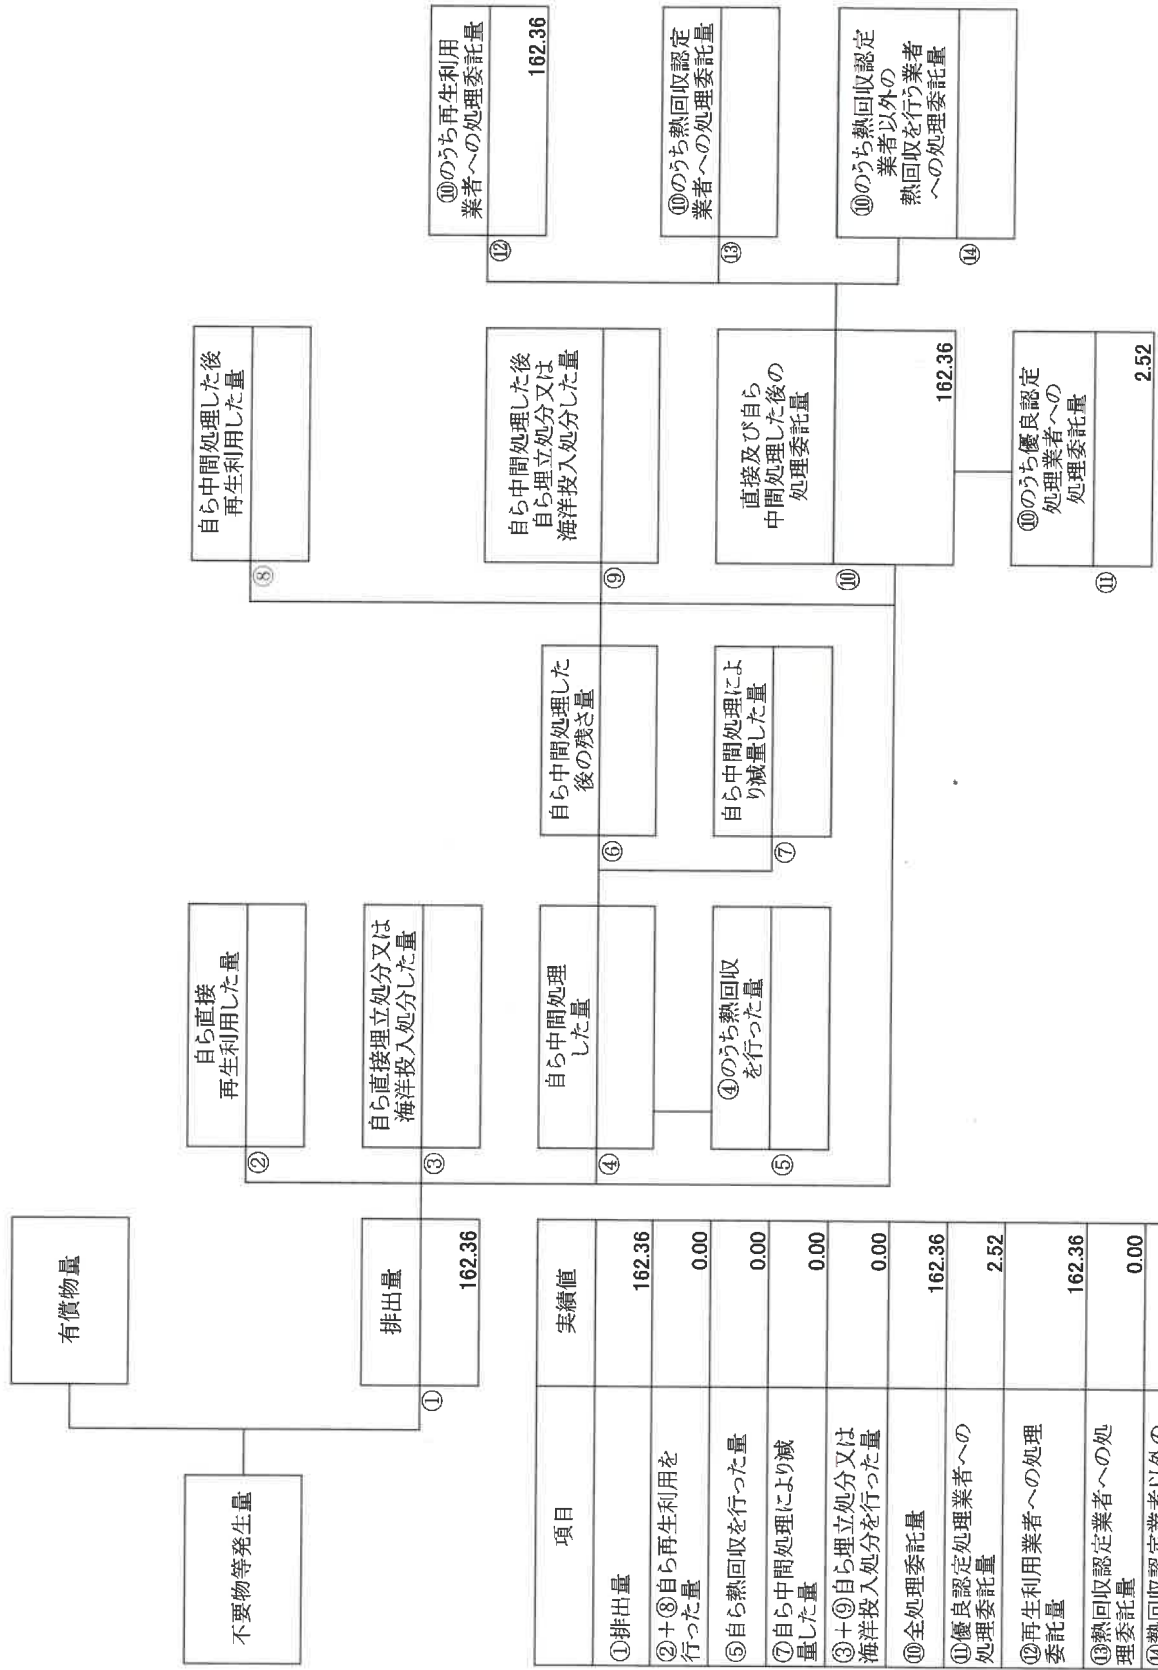 不要物等発生量
有償物量
①
排出量
162.36
②
自ら直接
再生利用した量
③
自ら直接埋立処分又は
海洋投入処分した量
④
自ら中間処理
した量
⑤
④のうち熱回収
を行った量
⑥
自ら中間処理した
後の残さ量
⑦
自ら中間処理によ
り減量した量
⑧
自ら中間処理した後
再生利用した量
⑨
自ら中間処理した後
自ら埋立処分又は
海洋投入処分した量
⑩
直接及び自ら
中間処理した後の
処理委託量
162.36
⑪
⑩のうち優良認定
処理業者への
処理委託量
2.52
⑫
⑩のうち再生利用
業者への処理委託量
162.36
⑬
⑩のうち熱回収認定
業者への処理委託量
⑭
⑩のうち熱回収認定
業者以外の
熱回収を行う業者
への処理委託量
項目 実績値
①排出量 162.36
②+⑧自ら再生利用を
行った量 0.00
⑤自ら熱回収を行った量 0.00
⑦自ら中間処理により減
量した量 0.00
③+⑨自ら埋立処分又は
海洋投入処分を行った量 0.00
⑩全処理委託量 162.36
⑪優良認定処理業者への
処理委託量 2.52
⑫再生利用業者への処理
委託量 162.36
⑬熱回収認定業者への処
理委託量 0.00
⑭熱回収認定業者以外の